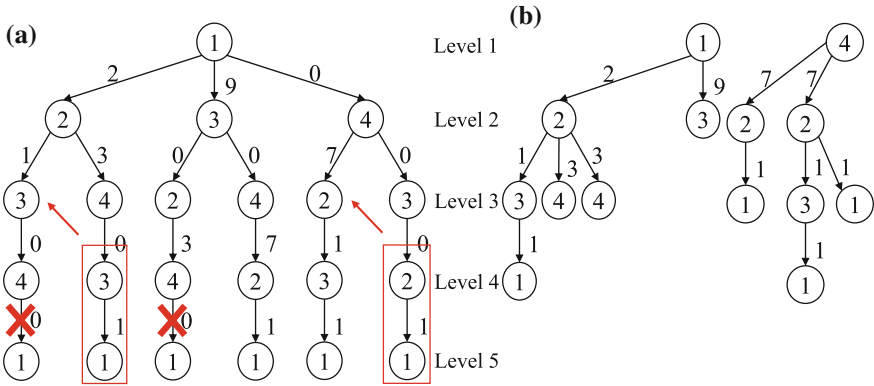 (a) 1 Level 1 (b) 1 4
2 9 0 2 9 7 7
2 3 4 Level 2 2 3 2 2
1 3 0 0 7 0 1 3 3 1 1 1
3 4 2 4 2 3 Level 3 3 4 4 1 3 1
0 0 3 7 1 0 1 1
4 3 4 2 3 2 Level 4 1 1
0 1 0 1 1 1
1 1 1 1 1 1 Level 5